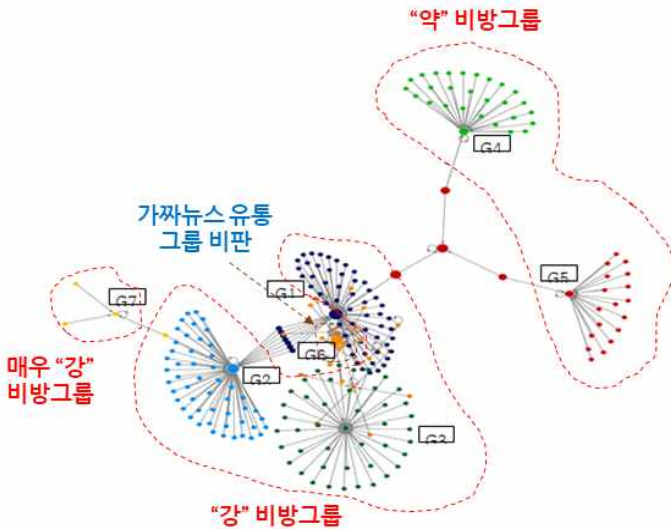 “약” 비방그룹
G4
가짜뉴스 유통
그룹 비판
G5
G7
G1
G6
매우 “강”
비방그룹
G2
G3
“강” 비방그룹